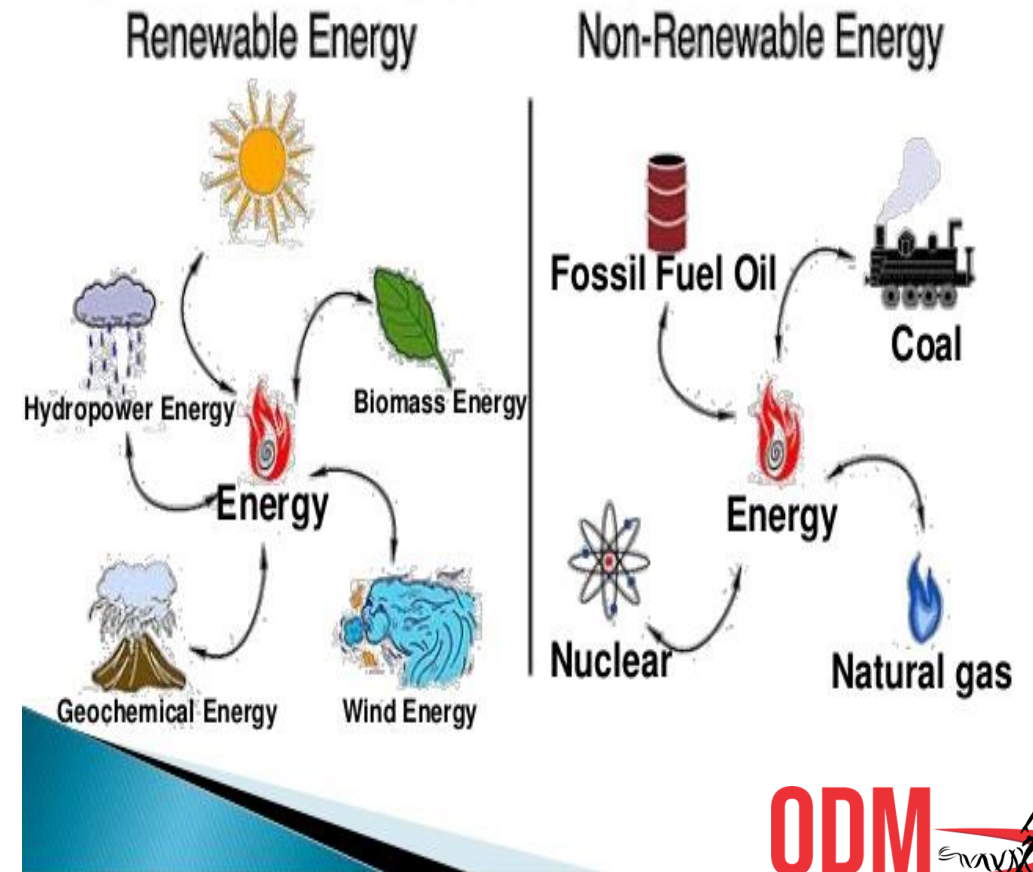 Renewable Energy
Non-Renewable Energy
Hydropower Energy
Biomass Energy
Energy
Geochemical Energy
Wind Energy
Fossil Fuel Oil
Coal
Energy
Nuclear
Natural gas
ODM